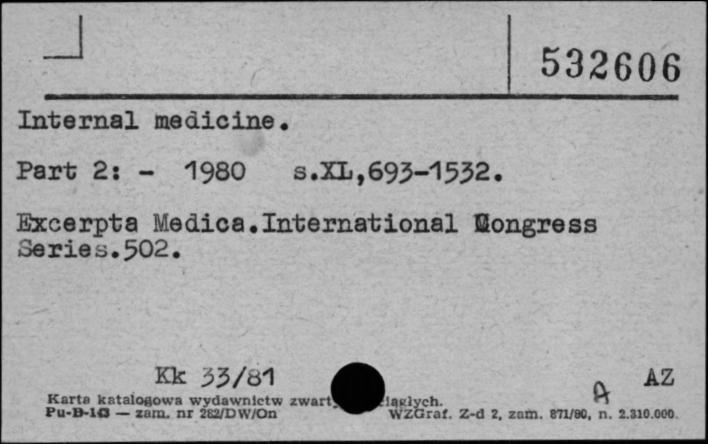 532606
Internal medicine.
Part 2: - 1980 s.XL,693-1532.
Excerpta Medica.International Congress
Series.502.
Kk 33/81
A AZ
Karta katalogowa wydawnictw zwart
Pu-B-1 — zam. nr 282/DW/On WZGraf. Z-d 2, zam. 871/80, n. 2.310.000.